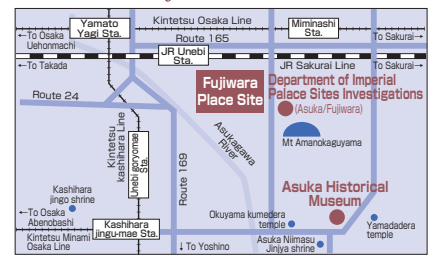 Yamato
Yagi Sta.
Kintetsu Osaka Line
Miminashi
Sta.
←To Osaka
Uehonmachi
Route 165
To Sakurai→
JR Unebi
Sta.
←To Takada
JR Sakurai Line
To Sakurai→
Fujiwara
Place Site
Department of Imperial
Palace Sites Investigations
(Asuka/Fujiwara)
Route 24
Kintetsu
kashihara Line
Unebi goryomae
Sta.
Route 169
Asukagawa
River
Mt Amanokaguyama
Kashihara
jingo shrine
Asuka Historical
Museum
←To Osaka
Abenobashi
Kashihara
Jingu-mae Sta.
Okuyama kumedera
temple
Yamadadera
temple
Kintetsu Minami
Osaka Line
↓To Yoshino
Asuka Niimasu
Jinjya shrine